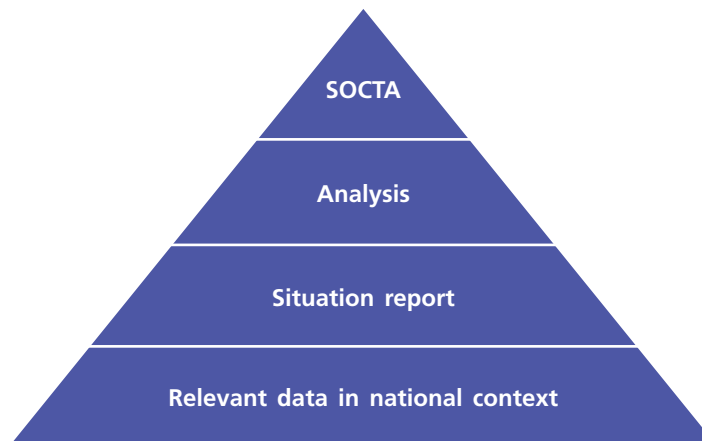 SOCTA
Analysis
Situation report
Relevant data in national context